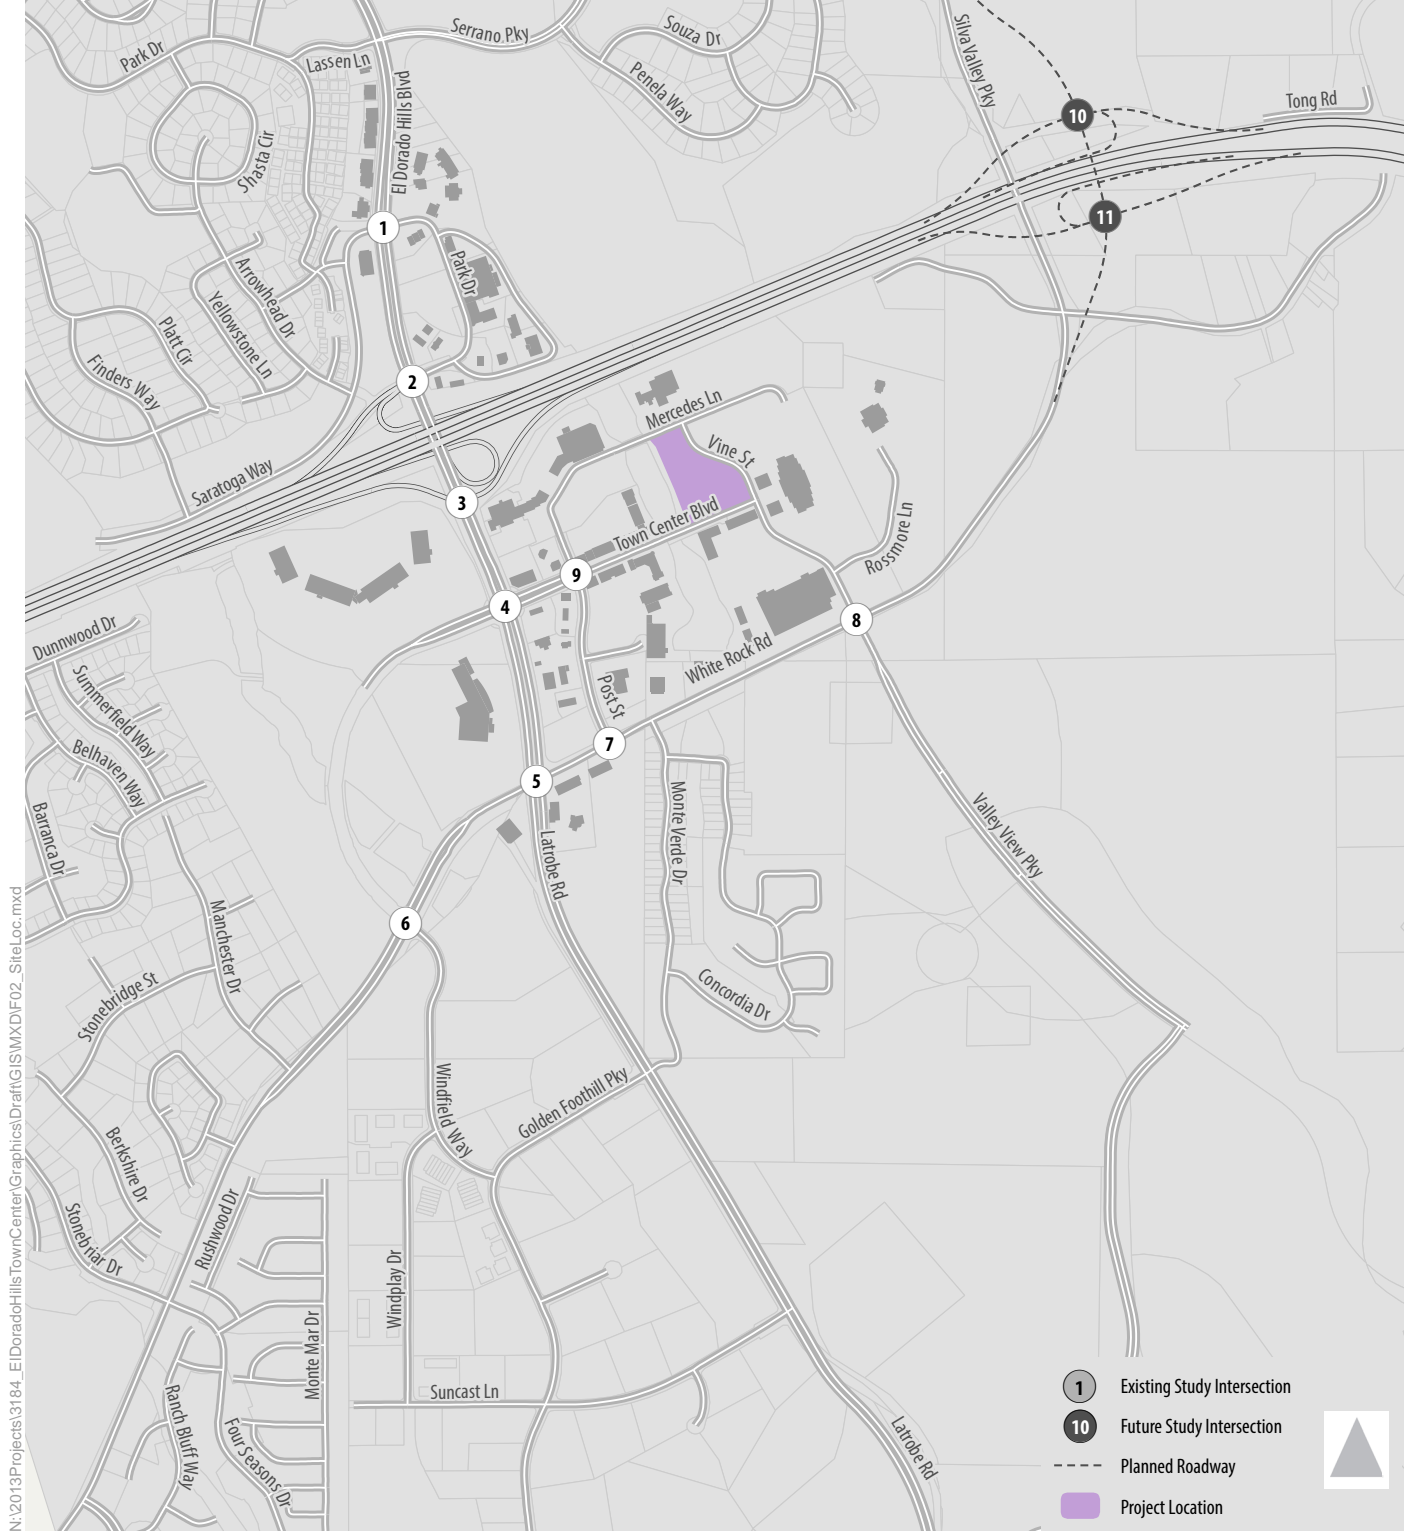 Serrano Pky
Souza Dr
Silva Valley Pky
Park Dr
Lassen Ln
El Dorado Hills Blvd
Penela Way
Tong Rd
10
Shasta Cir
11
1
Park Dr
Arrowhead Dr
Yellowstone Ln
Platt Cir
Finders Way
2
Mercedes Ln
Vine St
Saratoga Way
3
Town Center Blvd
Rossmore Ln
9
4
8
Dunnwood Dr
White Rock Rd
Summerfield Way
Post St
7
Belhaven Way
5
Barranca Dr
Monte Verde Dr
Valley View Pky
Latrobe Rd
6
Manchester Dr
Stonebridge St
Concordia Dr
Windfield Way
Golden Foothill Pky
Berkshire Dr
Stonebriar Dr
Rushwood Dr
Windplay Dr
Monte Mar Dr
Suncast Ln
Ranch Bluff Way
Four Seasons Dr
Latrobe Rd
1 Existing Study Intersection
10 Future Study Intersection
Planned Roadway
Project Location
N:\2013Projects\3184_ElDoradoHillsTownCenter\Graphics\Draft\GIS\MXD\F02_SiteLoc.mxd